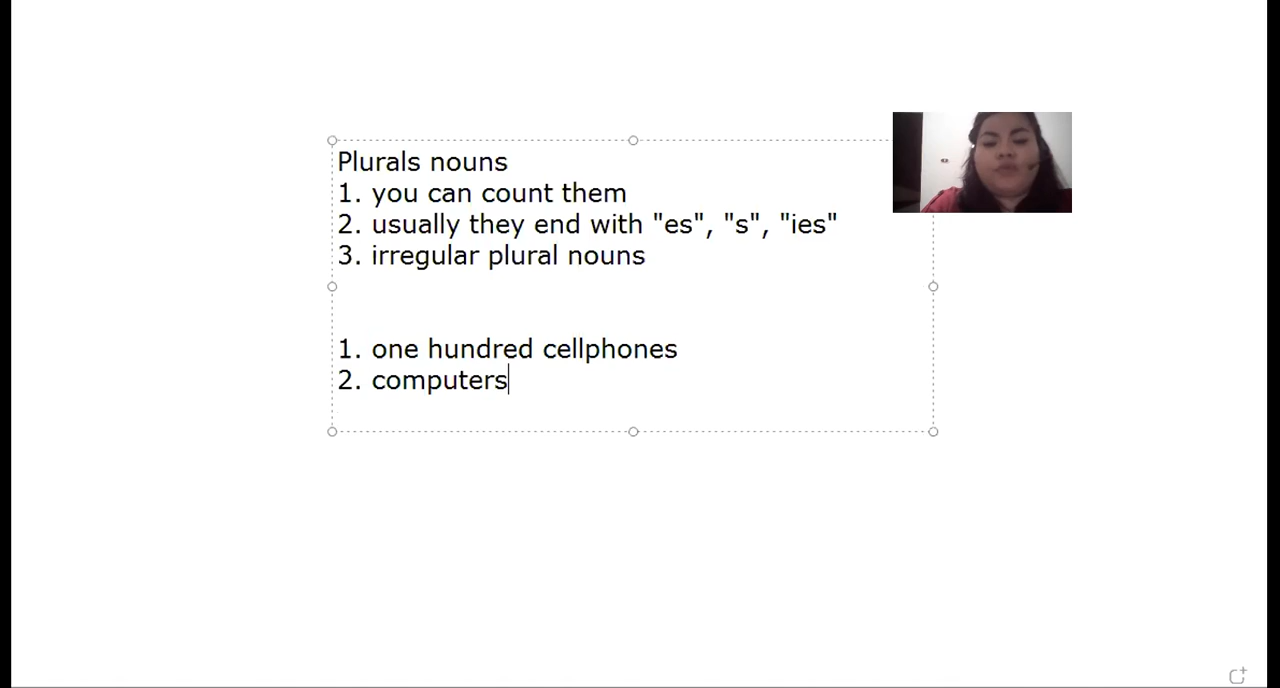 Plurals nouns
1. you can count them
2. usually they end with "es", "s", "ies"
3. irregular plural nouns
1. one hundred cellphones
2. computers